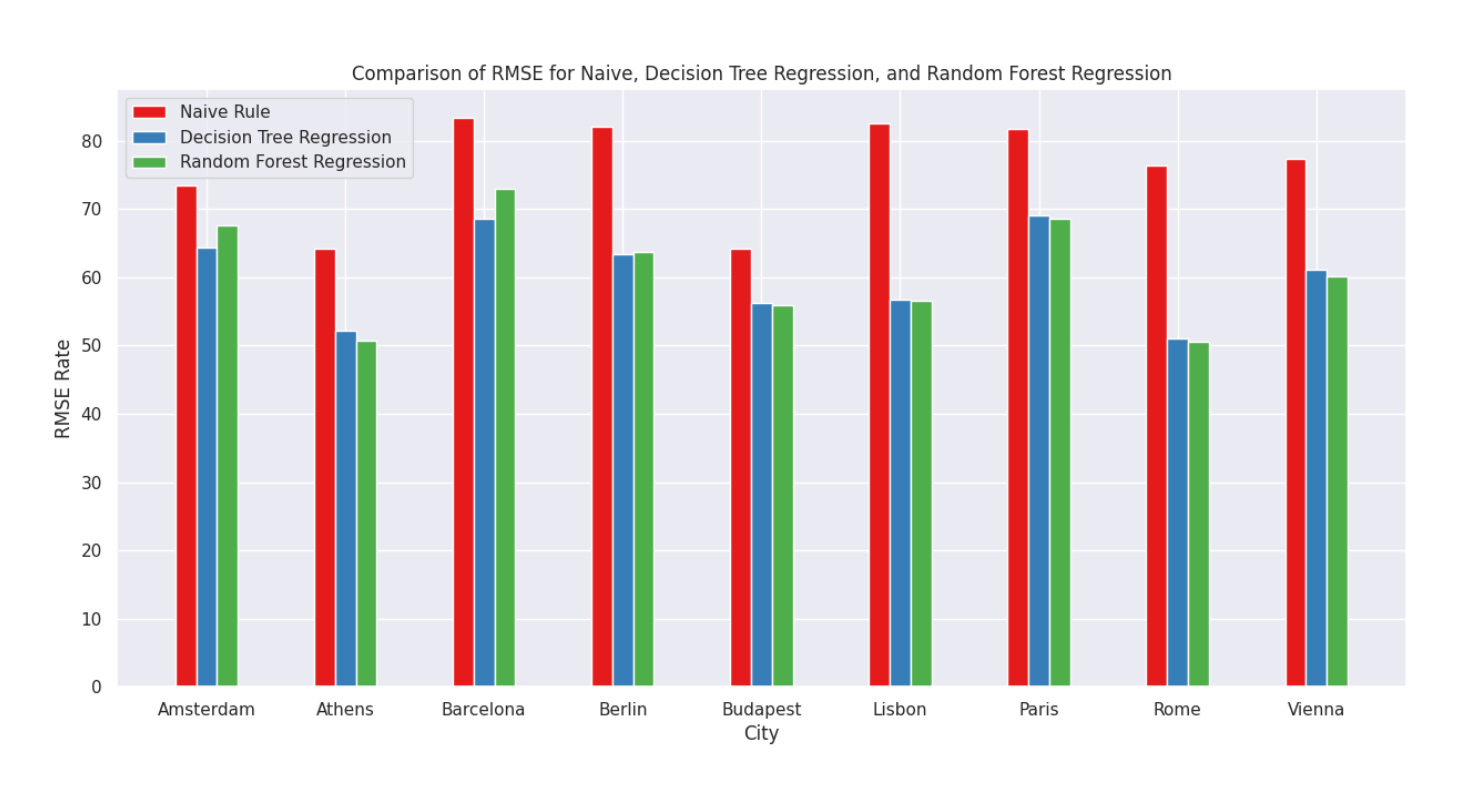 Comparison of RMSE for Naive, Decision Tree Regression, and Random Forest Regression
Naive Rule
Decision Tree Regression
Random Forest Regression
80
70
60
50
40
30
20
10
0
RMSE Rate
Amsterdam Athens Barcelona Berlin Budapest Lisbon Paris Rome Vienna
City